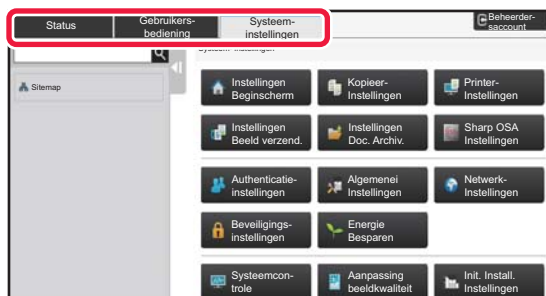 Status
Gebruikers-
bediening
Systeem-
instellingen
Beheerder-
saccount
Sitemap
Instellingen
Beginscherm
Kopieer-
Instellingen
Printer-
Instellingen
Instellingen
Beeld verzend.
Instellingen
Doc. Archiv.
Sharp OSA
Instellingen
Authenticatie-
instellingen
Algemenei
Instellingen
Netwerk-
Instellingen
Beveiligings-
instellingen
Energie
Besparen
Systeemcon-
trole
Aanpassing
beeldkwaliteit
Init. Install.
Instellingen